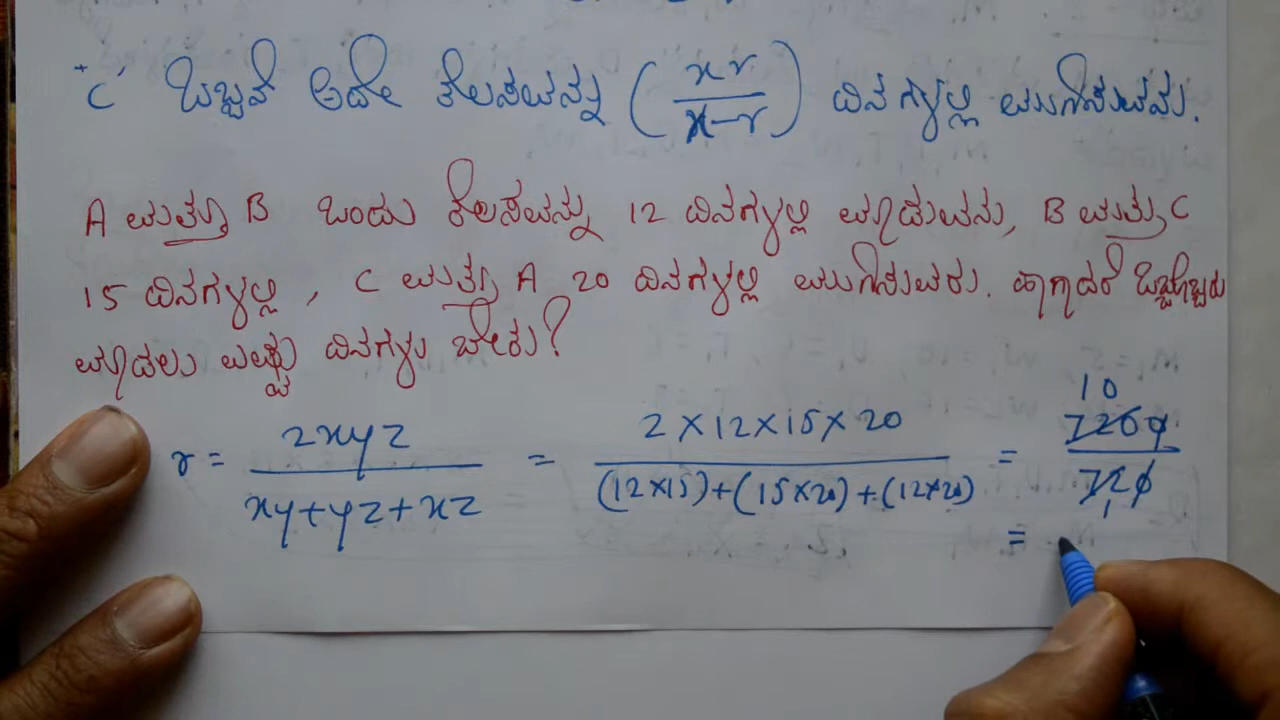 'C' ಒಬ್ಬನೆ ಅದೇ ಕೆಲಸವನ್ನು (xr / x-r) ದಿನಗಳಲ್ಲಿ ಮುಗಿಸುವನು.
A ಮತ್ತು B ಒಂದು ಕೆಲಸವನ್ನು 12 ದಿನಗಳಲ್ಲಿ ಮಾಡುವನು, B ಮತ್ತು C
15 ದಿನಗಳಲ್ಲಿ, C ಮತ್ತು A 20 ದಿನಗಳಲ್ಲಿ ಮುಗಿಸುವರು. ಹಾಗಾದರೆ ಒಬ್ಬೊಬ್ಬರು
ಮಾಡಲು ಎಷ್ಟು ದಿನಗಳು ಬೇಕು?
r = 2xyz / xy+yz+xz = 2×12×15×20 / (12×15)+(15×20)+(12×20) = 7200 / 720
10
1
=